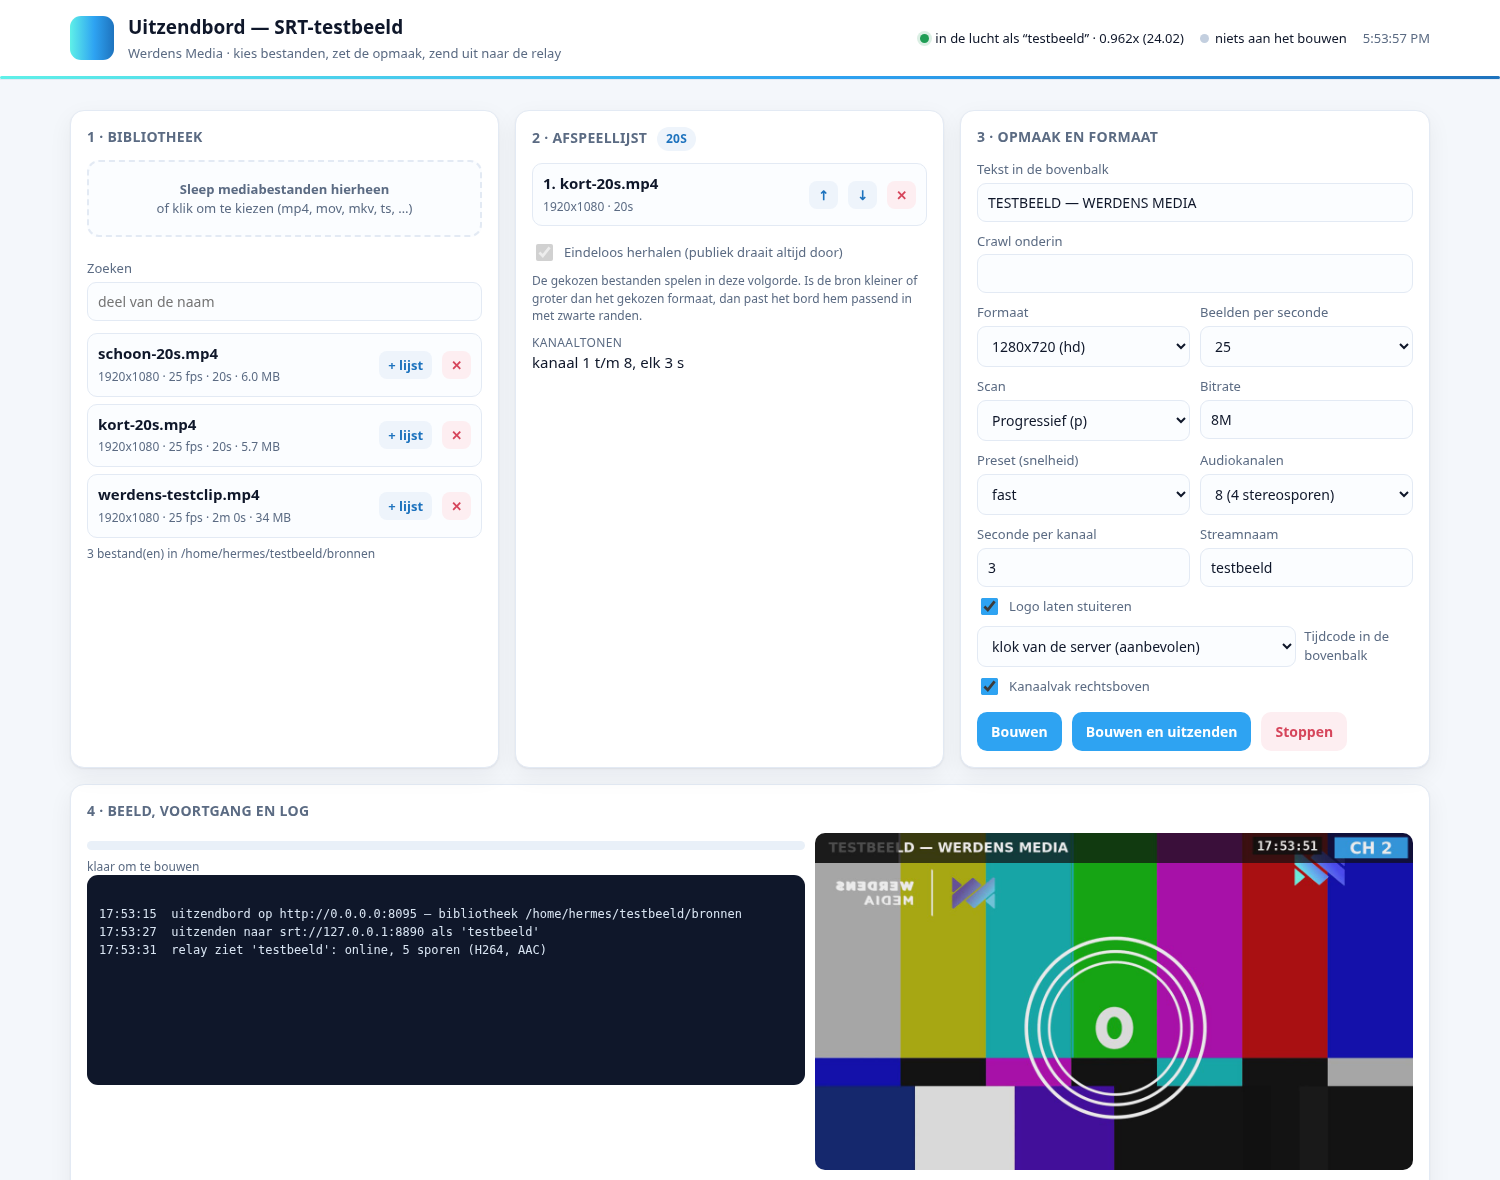 Uitzendbord — SRT-testbeeld
Werdens Media · kies bestanden, zet de opmaak, zend uit naar de relay
in de lucht als “testbeeld” · 0.962x (24.02)
niets aan het bouwen
5:53:57 PM
1 · BIBLIOTHEEK
Sleep mediabestanden hierheen
of klik om te kiezen (mp4, mov, mkv, ts, ...)
Zoeken
deel van de naam
schoon-20s.mp4
1920x1080 · 25 fps · 20s · 6.0 MB
+ lijst
×
kort-20s.mp4
1920x1080 · 25 fps · 20s · 5.7 MB
+ lijst
×
werdens-testclip.mp4
1920x1080 · 25 fps · 2m 0s · 34 MB
+ lijst
×
3 bestand(en) in /home/hermes/testbeeld/bronnen
2 · AFSPEELLIJST
20S
1. kort-20s.mp4
1920x1080 · 20s
↑
↓
×
Eindeloos herhalen (publiek draait altijd door)
De gekozen bestanden spelen in deze volgorde. Is de bron kleiner of
groter dan het gekozen formaat, dan past het bord hem passend in
met zwarte randen.
KANAALTONEN
kanaal 1 t/m 8, elk 3 s
3 · OPMAAK EN FORMAAT
Tekst in de bovenbalk
TESTBEELD — WERDENS MEDIA
Crawl onderin
Formaat
Beelden per seconde
1280x720 (hd)
25
Scan
Bitrate
Progressief (p)
8M
Preset (snelheid)
Audiokanalen
fast
8 (4 stereosporen)
Seconde per kanaal
Streamnaam
3
testbeeld
Logo laten stuiteren
klok van de server (aanbevolen)
Tijdcode in de
bovenbalk
Kanaalvak rechtsboven
Bouwen
Bouwen en uitzenden
Stoppen
4 · BEELD, VOORTGANG EN LOG
klaar om te bouwen
17:53:15 uitzendbord op http://0.0.0.0:8095 — bibliotheek /home/hermes/testbeeld/bronnen
17:53:27 uitzenden naar srt://127.0.0.1:8890 als 'testbeeld'
17:53:31 relay ziet 'testbeeld': online, 5 sporen (H264, AAC)
TESTBEELD — WERDENS MEDIA
17:53:51
CH 2
WERDENS
MEDIA
0